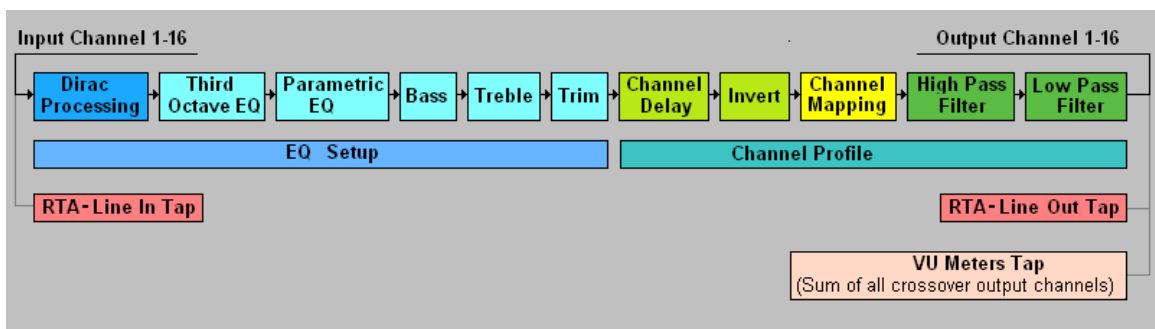 Input Channel 1-16
Output Channel 1-16
Dirac
Processing
Third
Octave EQ
Parametric
EQ
Bass
Treble
Trim
Channel
Delay
Invert
Channel
Mapping
High Pass
Filter
Low Pass
Filter
EQ Setup
Channel Profile
RTA-Line In Tap
RTA-Line Out Tap
VU Meters Tap
(Sum of all crossover output channels)